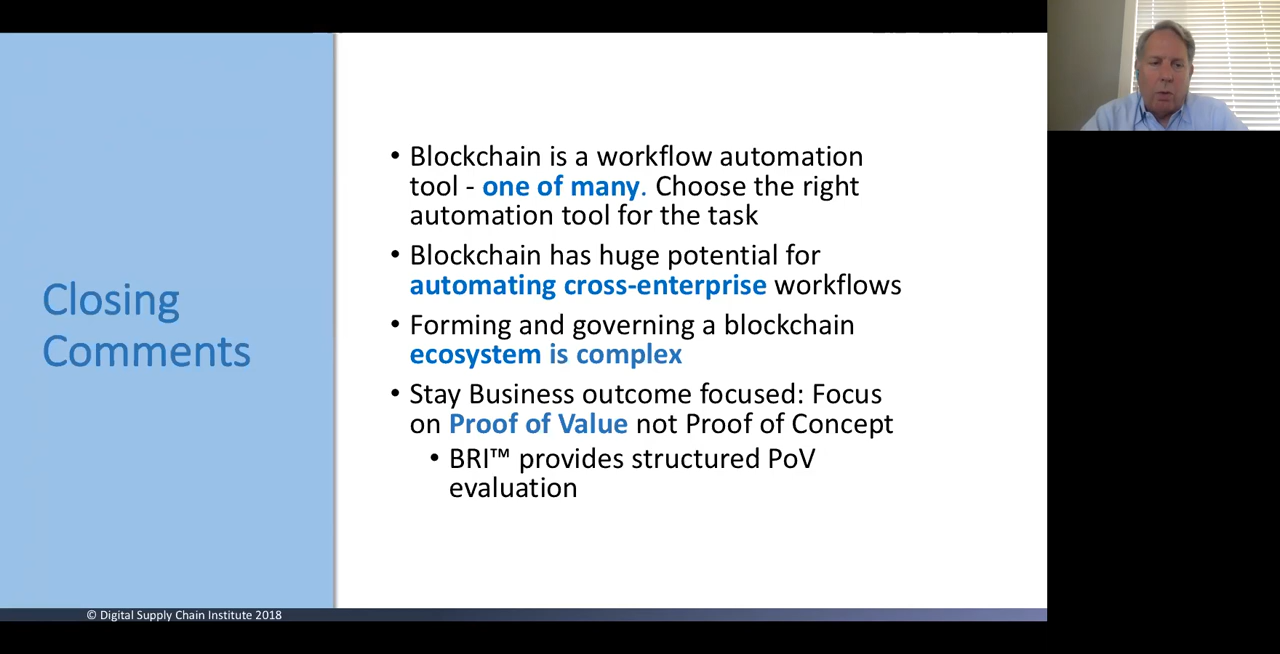 Closing
Comments
• Blockchain is a workflow automation
tool - one of many. Choose the right
automation tool for the task
• Blockchain has huge potential for
automating cross-enterprise workflows
• Forming and governing a blockchain
ecosystem is complex
• Stay Business outcome focused: Focus
on Proof of Value not Proof of Concept
• BRI™ provides structured PoV
evaluation
© Digital Supply Chain Institute 2018